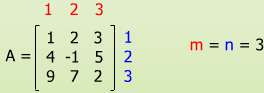 1 2 3
1 2 3 1
A = 4 -1 5 2
9 7 2 3
m = n = 3